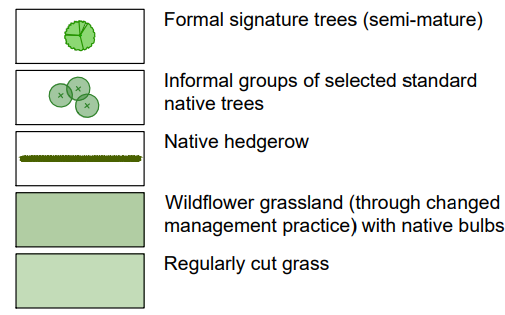 Formal signature trees (semi-mature)
Informal groups of selected standard
native trees
Native hedgerow
Wildflower grassland (through changed
management practice) with native bulbs
Regularly cut grass